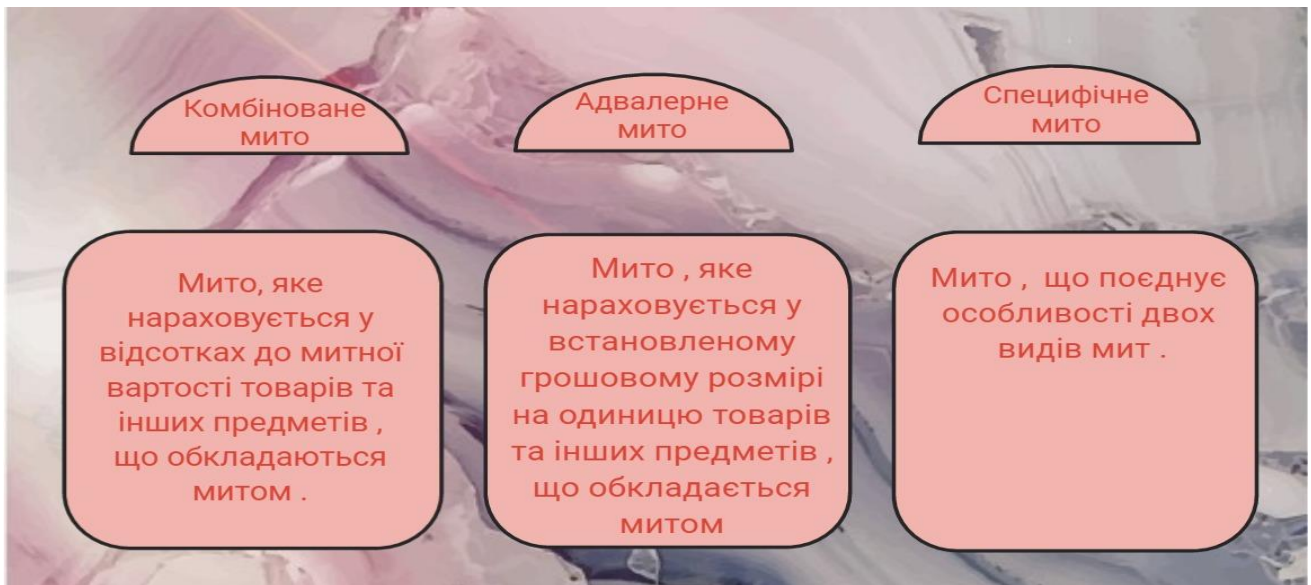 Комбіноване
мито
Адвалерне
мито
Специфічне
мито
Мито, яке
нараховується у
відсотках до митної
вартості товарів та
інших предметів ,
що обкладаються
митом .
Мито , яке
нараховується у
встановленому
грошовому розмірі
на одиницю товарів
та інших предметів ,
що обкладається
митом
Мито , що поєднує
особливості двох
видів мит .